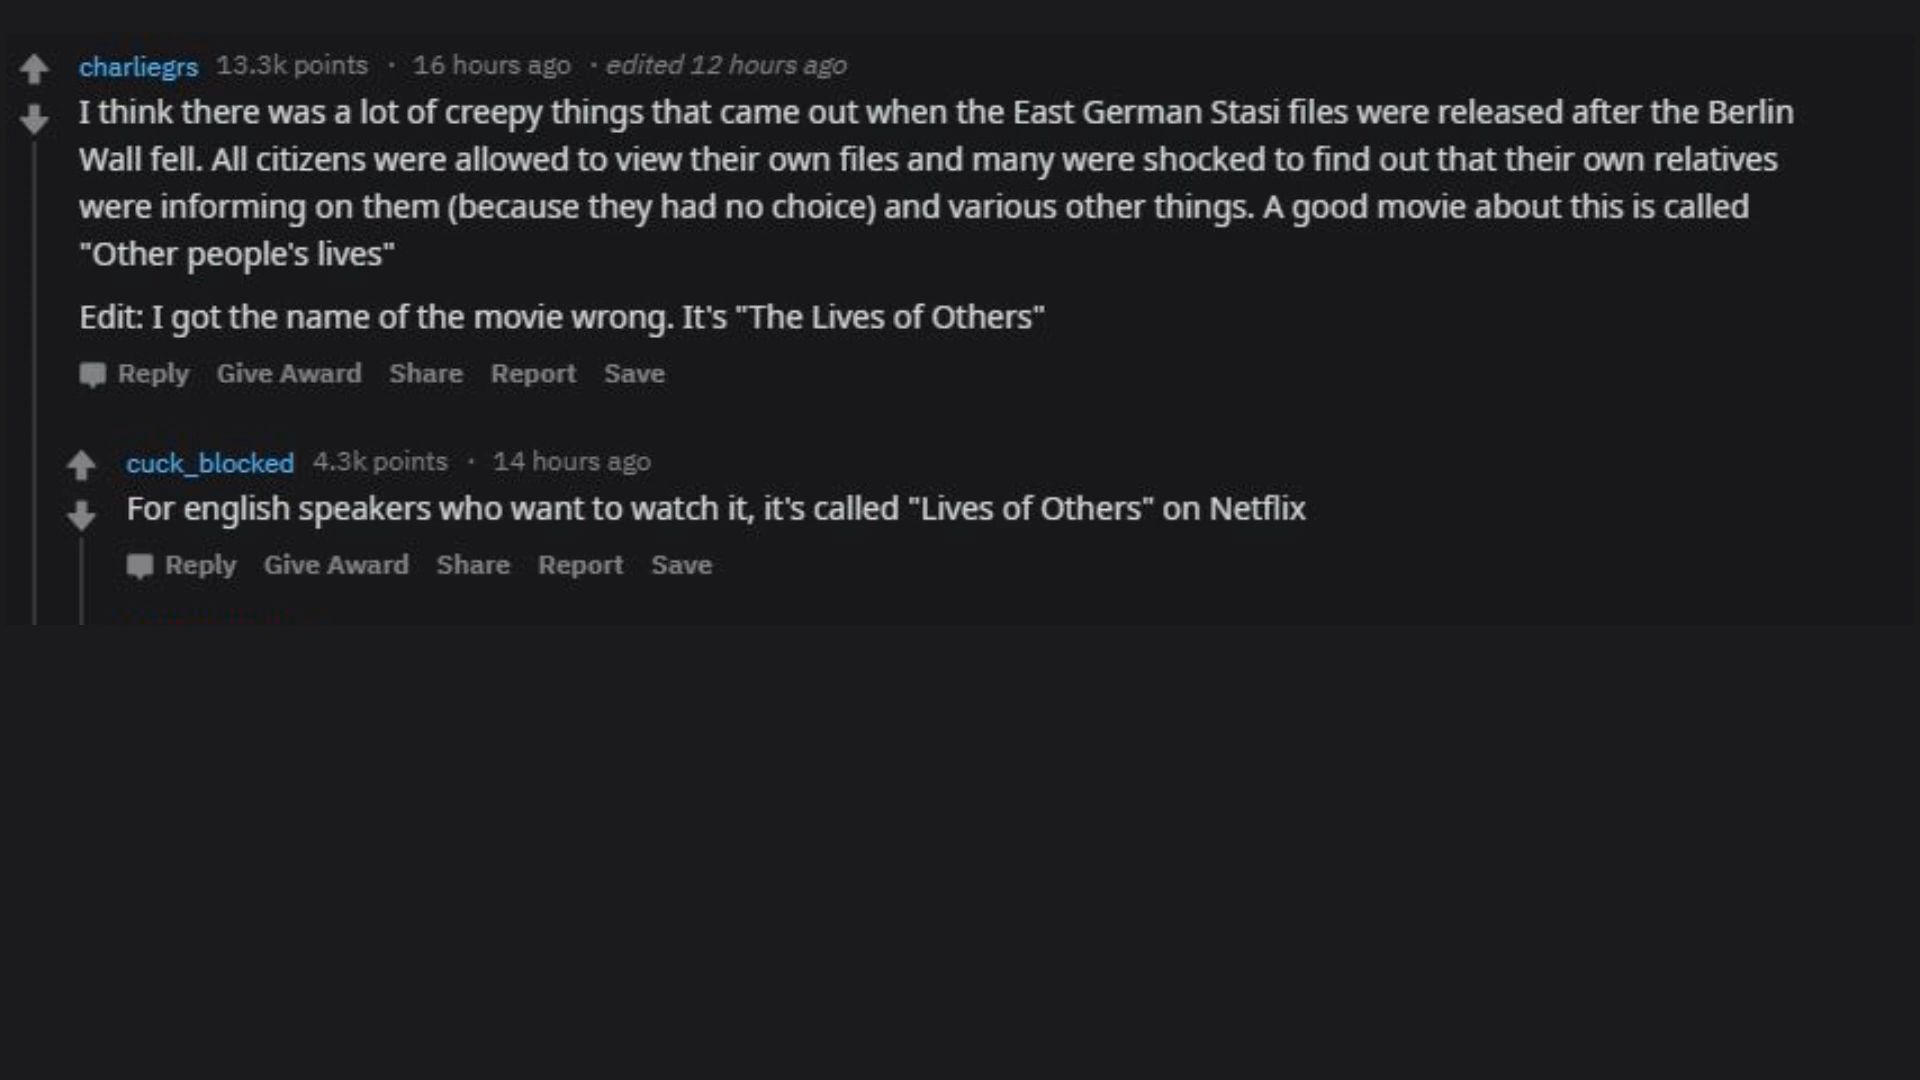 charliegrs 13.3k points · 16 hours ago · edited 12 hours ago
I think there was a lot of creepy things that came out when the East German Stasi files were released after the Berlin
Wall fell. All citizens were allowed to view their own files and many were shocked to find out that their own relatives
were informing on them (because they had no choice) and various other things. A good movie about this is called
"Other people's lives"
Edit: I got the name of the movie wrong. It's "The Lives of Others"
Reply Give Award Share Report Save
cuck_blocked 4.3k points · 14 hours ago
For english speakers who want to watch it, it's called "Lives of Others" on Netflix
Reply Give Award Share Report Save